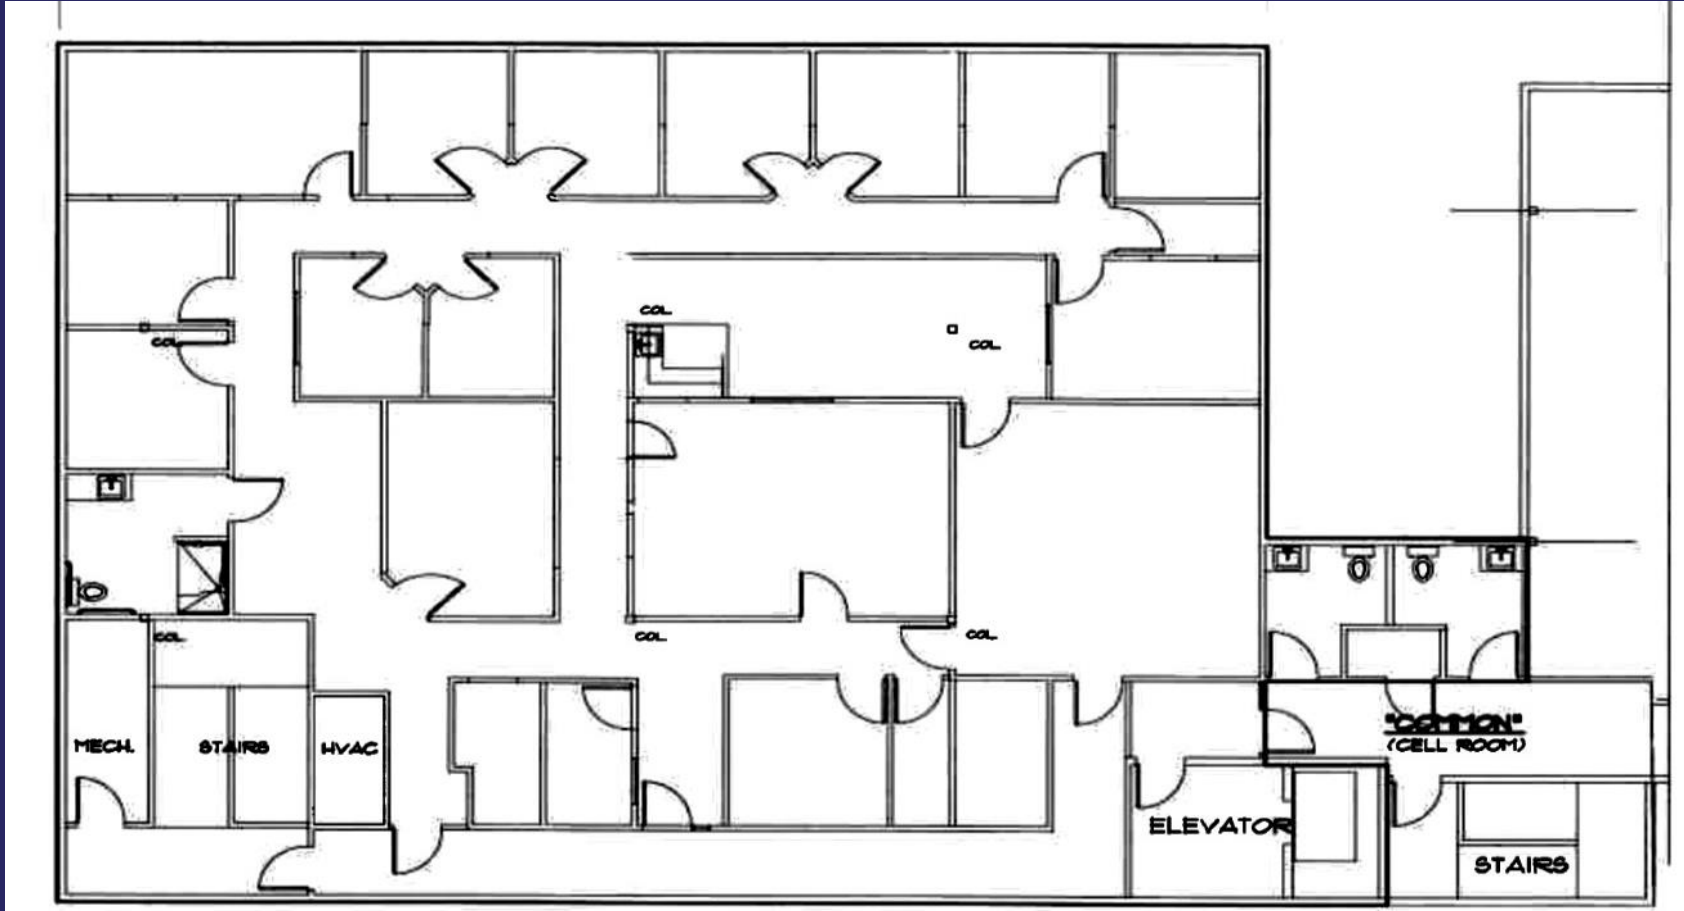 COL
COL
COL
COL
COL
COL
MECH.
STAIRS
HVAC
"COMMON"
(CELL ROOM)
ELEVATOR
STAIRS